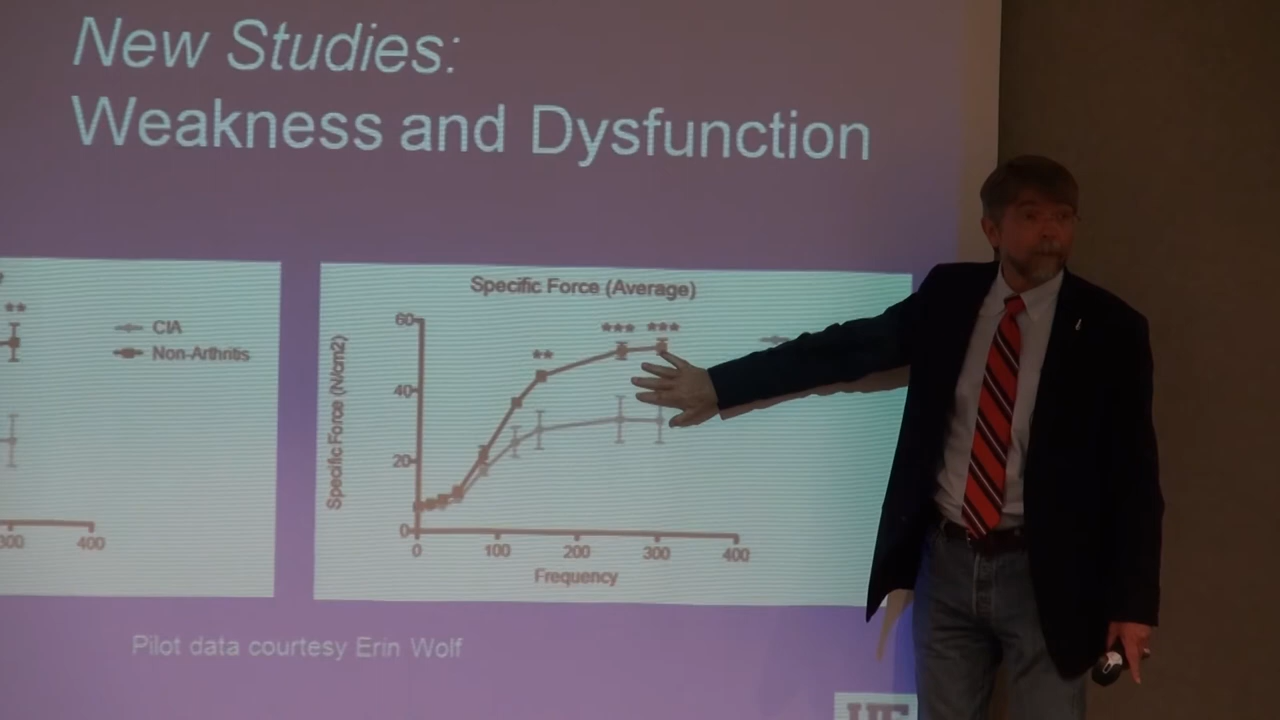 New Studies:
Weakness and Dysfunction
**
CIA
Non-Arthritis
300
400
Specific Force (Average)
Specific Force (N/cm2)
60
40
20
0
**
***
***
0
100
200
300
400
Frequency
Pilot data courtesy Erin Wolf
UF